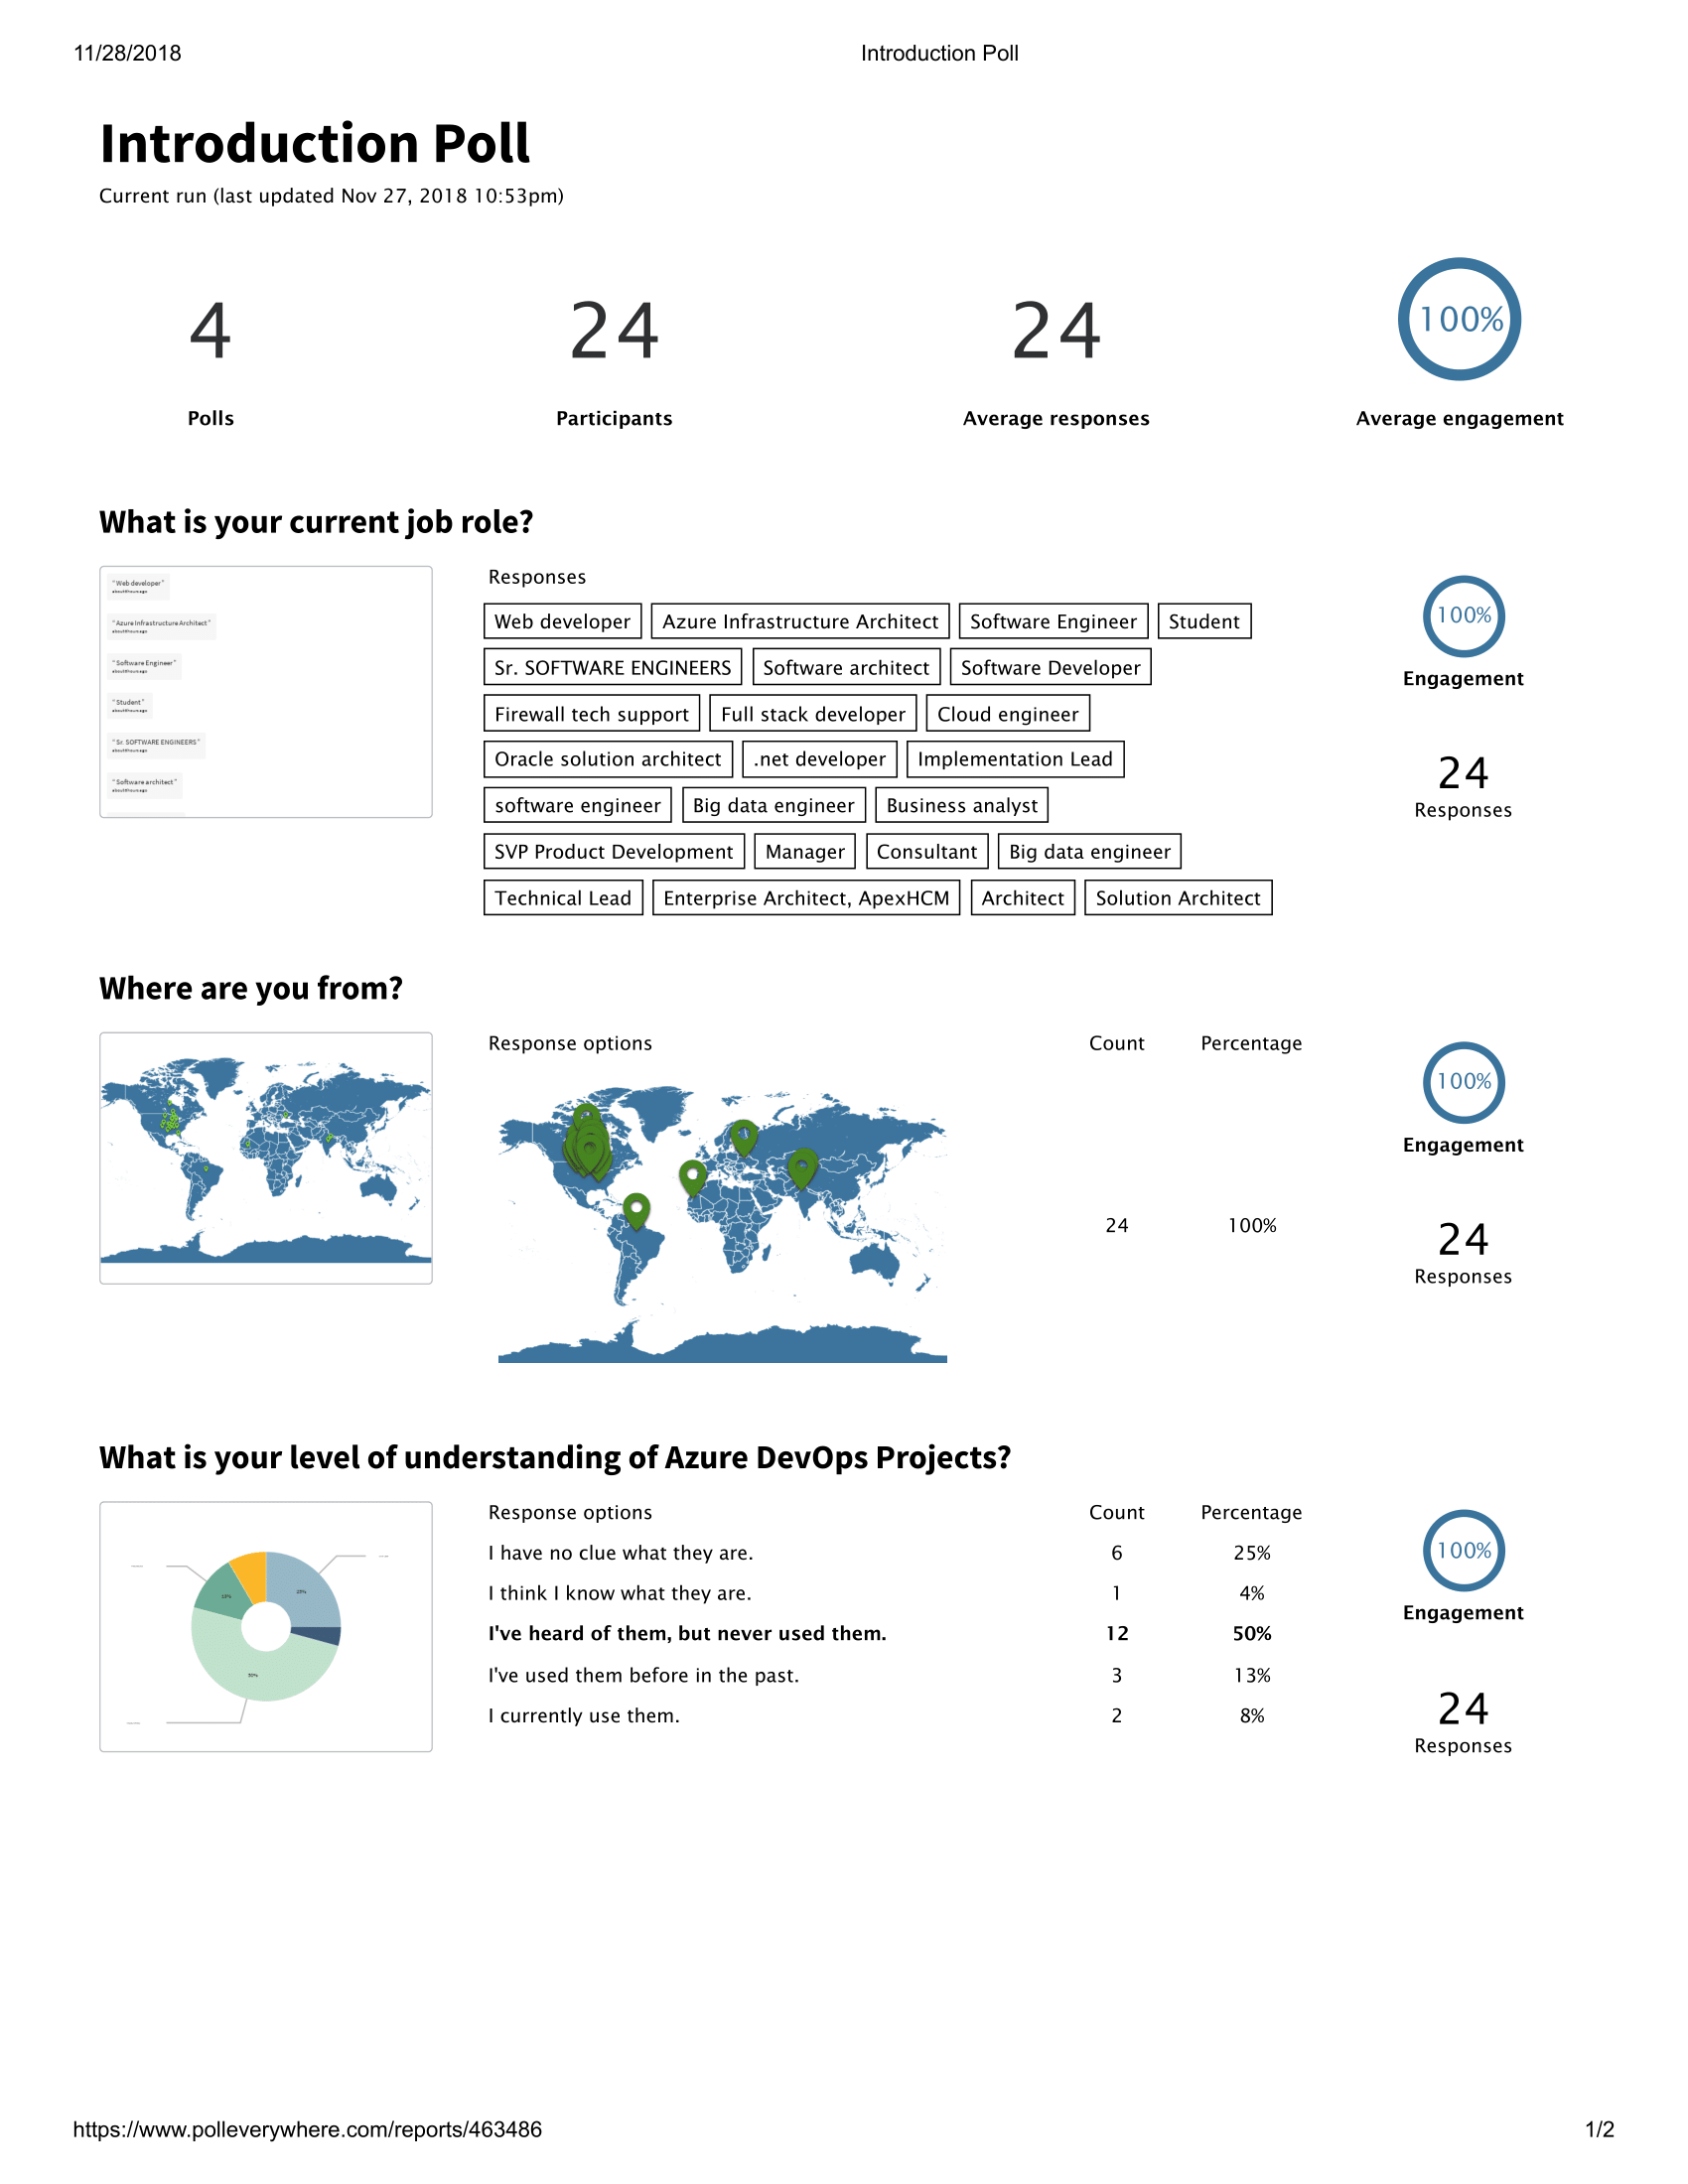 11/28/2018 Introduction Poll
Introduction Poll
Current run (last updated Nov 27, 2018 10:53pm)
4 24 24 100%
Polls Participants Average responses Average engagement
What is your current job role?
"Web developer"
"Azure Infrastructure Architect"
"Software Engineer"
"Student"
"Sr. SOFTWARE ENGINEERS"
"Software architect"
Responses
Web developer Azure Infrastructure Architect Software Engineer Student
Sr. SOFTWARE ENGINEERS Software architect Software Developer
Firewall tech support Full stack developer Cloud engineer
Oracle solution architect .net developer Implementation Lead
software engineer Big data engineer Business analyst
SVP Product Development Manager Consultant Big data engineer
Technical Lead Enterprise Architect, ApexHCM Architect Solution Architect
100%
Engagement
24
Responses
Where are you from?
Response options Count Percentage
24 100%
100%
Engagement
24
Responses
What is your level of understanding of Azure DevOps Projects?
25%
13%
50%
Response options Count Percentage
I have no clue what they are. 6 25%
I think I know what they are. 1 4%
I've heard of them, but never used them. 12 50%
I've used them before in the past. 3 13%
I currently use them. 2 8%
100%
Engagement
24
Responses
https://www.polleverywhere.com/reports/463486 1/2